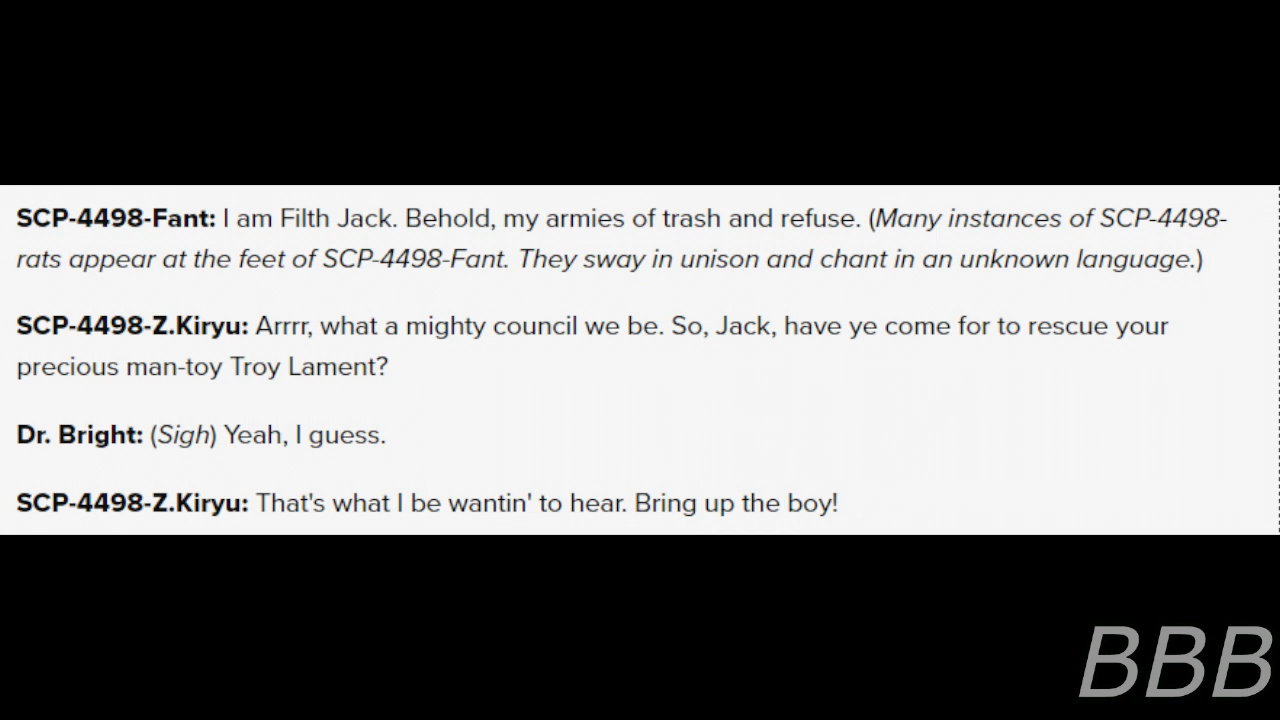 SCP-4498-Fant: I am Filth Jack. Behold, my armies of trash and refuse. (Many instances of SCP-4498-
rats appear at the feet of SCP-4498-Fant. They sway in unison and chant in an unknown language.)
SCP-4498-Z.Kiryu: Arrrr, what a mighty council we be. So, Jack, have ye come for to rescue your
precious man-toy Troy Lament?
Dr. Bright: (Sigh) Yeah, I guess.
SCP-4498-Z.Kiryu: That's what I be wantin' to hear. Bring up the boy!
BBB